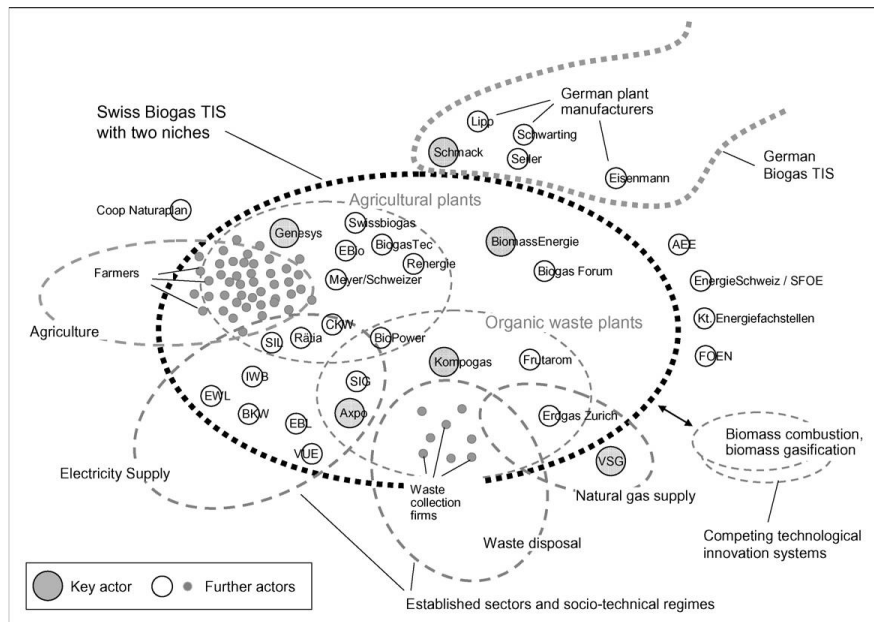 Swiss Biogas TIS
with two niches
German plant
manufacturers
Lipp
Schwarting
Schmack
Seiler
Eisenmann
German
Biogas TIS
Coop Naturaplan
Agricultural plants
Swissbiogas
Genesys
BiogasTec
EBio
Renergie
BiomassEnergie
AEE
Farmers
Meyer/Schweizer
Biogas Forum
EnergieSchweiz / SFOE
Agriculture
CKW
Organic waste plants
Kt. Energiefachstellen
SIL
Rätia
BioPower
Kompogas
Frutarom
FOEN
IWB
SIG
EWL
BKW
Axpo
EBL
Erdgas Zurich
VUE
VSG
Biomass combustion,
biomass gasification
Electricity Supply
Waste
collection
firms
Natural gas supply
Waste disposal
Competing technological
innovation systems
Key actor
Further actors
Established sectors and socio-technical regimes